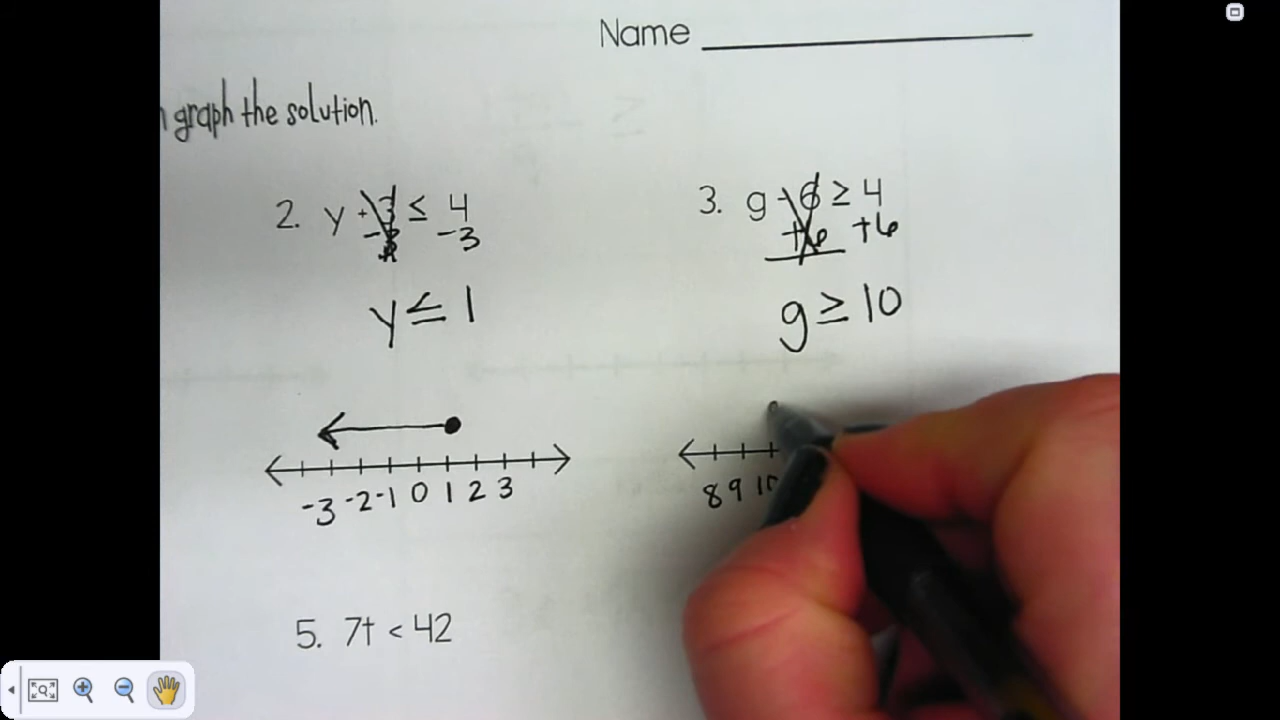 Name
graph the solution.
2. y + 3 ≤ 4
-3 -3
y ≤ 1
-3 -2 -1 0 1 2 3
3. g - 6 ≥ 4
+6 +6
g ≥ 10
8 9 10
5. 7t < 42